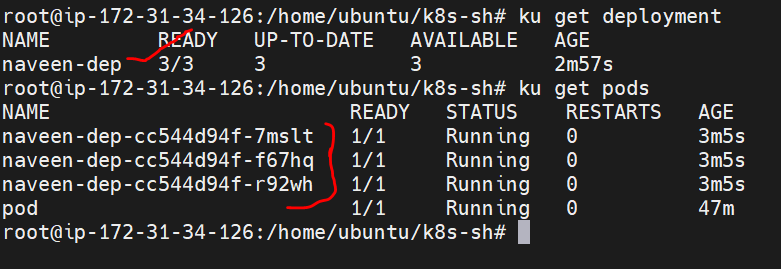 root@ip-172-31-34-126:/home/ubuntu/k8s-sh# ku get deployment
NAME READY UP-TO-DATE AVAILABLE AGE
naveen-dep 3/3 3 3 2m57s
root@ip-172-31-34-126:/home/ubuntu/k8s-sh# ku get pods
NAME READY STATUS RESTARTS AGE
naveen-dep-cc544d94f-7mslt 1/1 Running 0 3m5s
naveen-dep-cc544d94f-f67hq 1/1 Running 0 3m5s
naveen-dep-cc544d94f-r92wh 1/1 Running 0 3m5s
pod 1/1 Running 0 47m
root@ip-172-31-34-126:/home/ubuntu/k8s-sh#